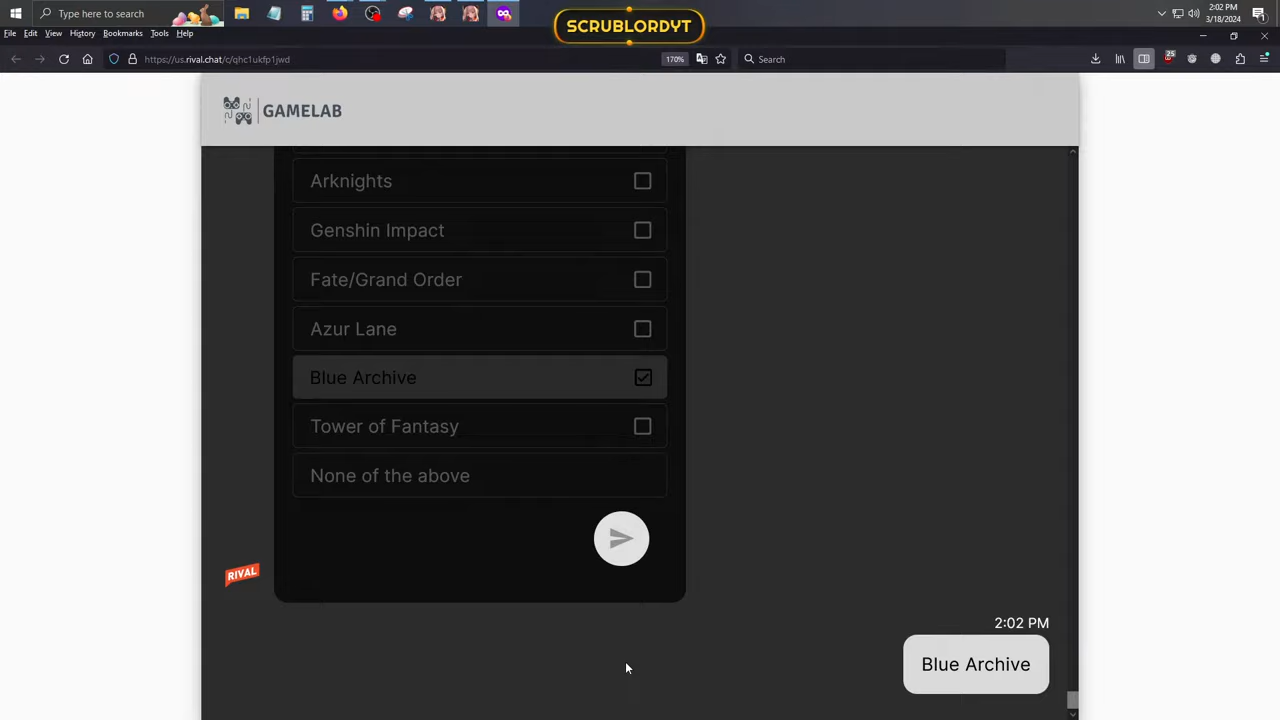 Type here to search
SCRUBLORDYT
2:02 PM
3/18/2024
1
File Edit View History Bookmarks Tools Help
https://us.rival.chat/c/qhc1ukfp1jwd
170%
Search
25
GAMELAB
Arknights
Genshin Impact
Fate/Grand Order
Azur Lane
Blue Archive
Tower of Fantasy
None of the above
RIVAL
2:02 PM
Blue Archive